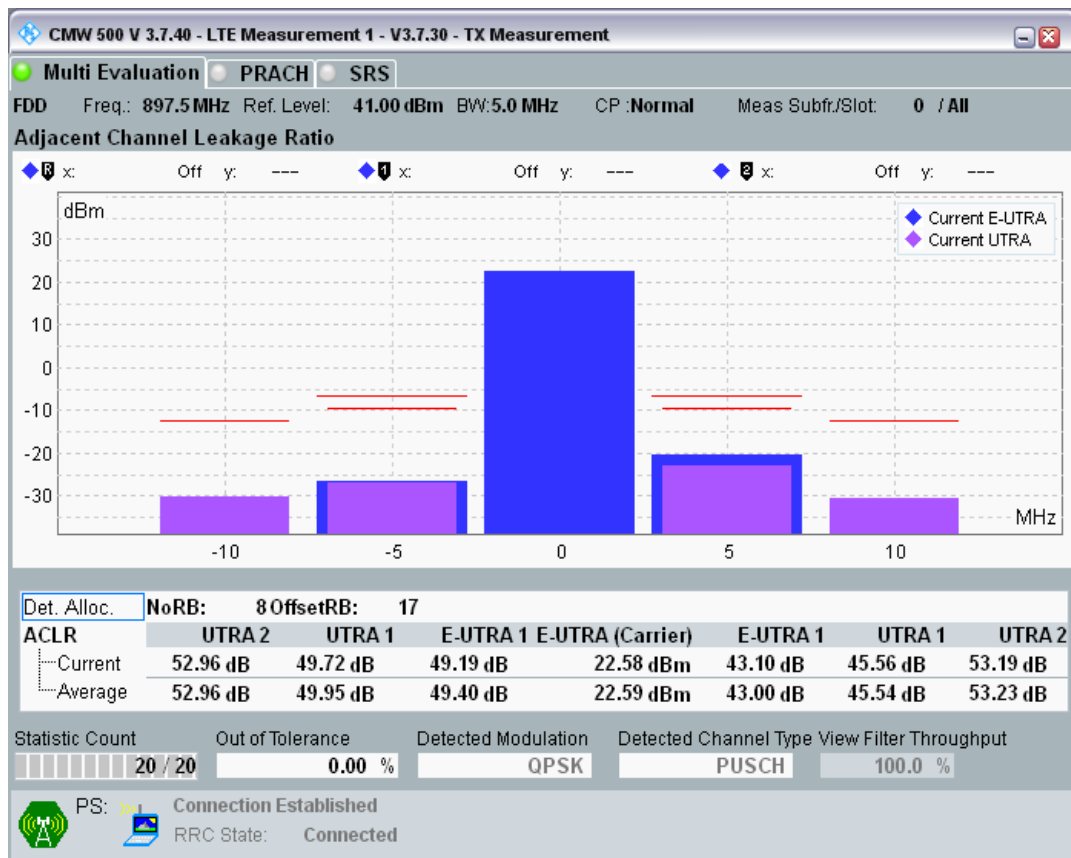 CMW 500 V 3.7.40 - LTE Measurement 1 - V3.7.30 - TX Measurement
Multi Evaluation PRACH SRS
FDD Freq.: 897.5 MHz Ref. Level: 41.00 dBm BW:5.0 MHz CP :Normal Meas Subfr./Slot: 0 / All
Adjacent Channel Leakage Ratio
R x: Off y: --- 1 x: Off y: --- 2 x: Off y: ---
dBm
Current E-UTRA
Current UTRA
30
20
10
0
-10
-20
-30
MHz
-10 -5 0 5 10
Det. Alloc. NoRB: 8 OffsetRB: 17
ACLR UTRA 2 UTRA 1 E-UTRA 1 E-UTRA (Carrier) E-UTRA 1 UTRA 1 UTRA 2
Current 52.96 dB 49.72 dB 49.19 dB 22.58 dBm 43.10 dB 45.56 dB 53.19 dB
Average 52.96 dB 49.95 dB 49.40 dB 22.59 dBm 43.00 dB 45.54 dB 53.23 dB
Statistic Count Out of Tolerance Detected Modulation Detected Channel Type View Filter Throughput
20 / 20 0.00 % QPSK PUSCH 100.0 %
PS: Connection Established
RRC State: Connected